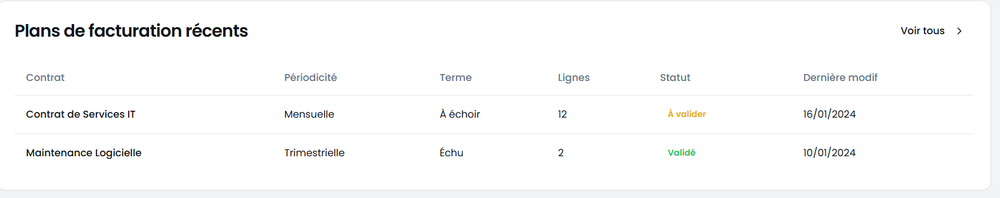 Plans de facturation récents
Voir tous
Contrat Périodicité Terme Lignes Statut Dernière modif
Contrat de Services IT Mensuelle À échoir 12 À valider 16/01/2024
Maintenance Logicielle Trimestrielle Échu 2 Validé 10/01/2024